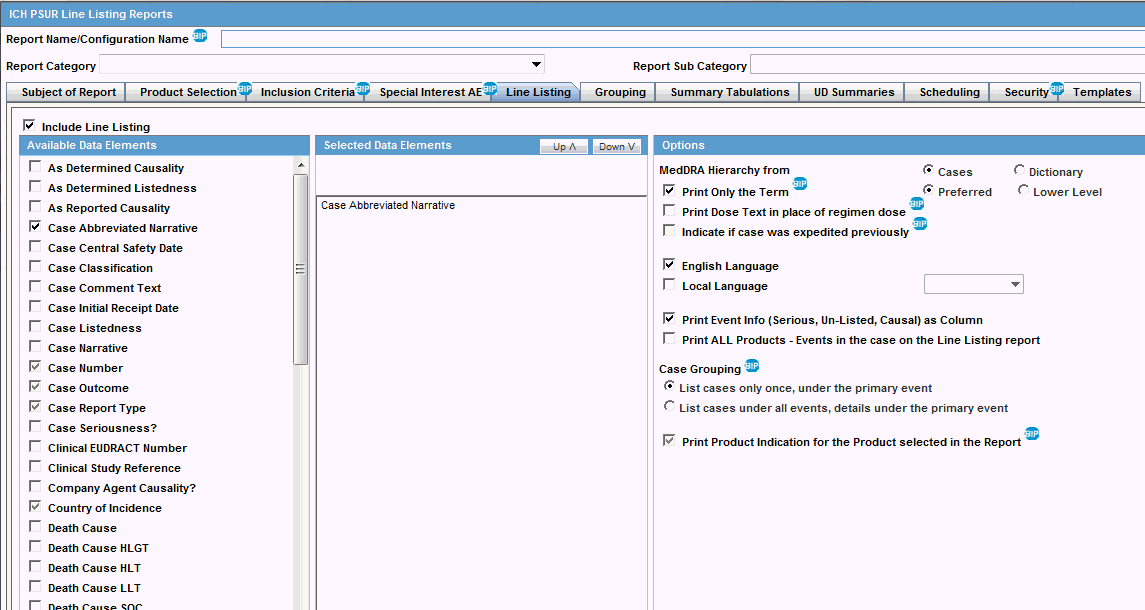 ICH PSUR Line Listing Reports
Report Name/Configuration Name BIP
Report Category Report Sub Category
Subject of Report Product Selection BIP Inclusion Criteria BIP Special Interest AE BIP Line Listing Grouping Summary Tabulations UD Summaries Scheduling Security BIP Templates
Include Line Listing
Available Data Elements
As Determined Causality
As Determined Listedness
As Reported Causality
Case Abbreviated Narrative
Case Central Safety Date
Case Classification
Case Comment Text
Case Initial Receipt Date
Case Listedness
Case Narrative
Case Number
Case Outcome
Case Report Type
Case Seriousness?
Clinical EUDRACT Number
Clinical Study Reference
Company Agent Causality?
Country of Incidence
Death Cause
Death Cause HLGT
Death Cause HLT
Death Cause LLT
Death Cause SOC
Selected Data Elements Up Λ Down V
Case Abbreviated Narrative
Options
MedDRA Hierarchy from Cases Dictionary
Print Only the Term BIP Preferred Lower Level
Print Dose Text in place of regimen dose BIP
Indicate if case was expedited previously BIP
English Language
Local Language
Print Event Info (Serious, Un-Listed, Causal) as Column
Print ALL Products - Events in the case on the Line Listing report
Case Grouping BIP
List cases only once, under the primary event
List cases under all events, details under the primary event
Print Product Indication for the Product selected in the Report BIP